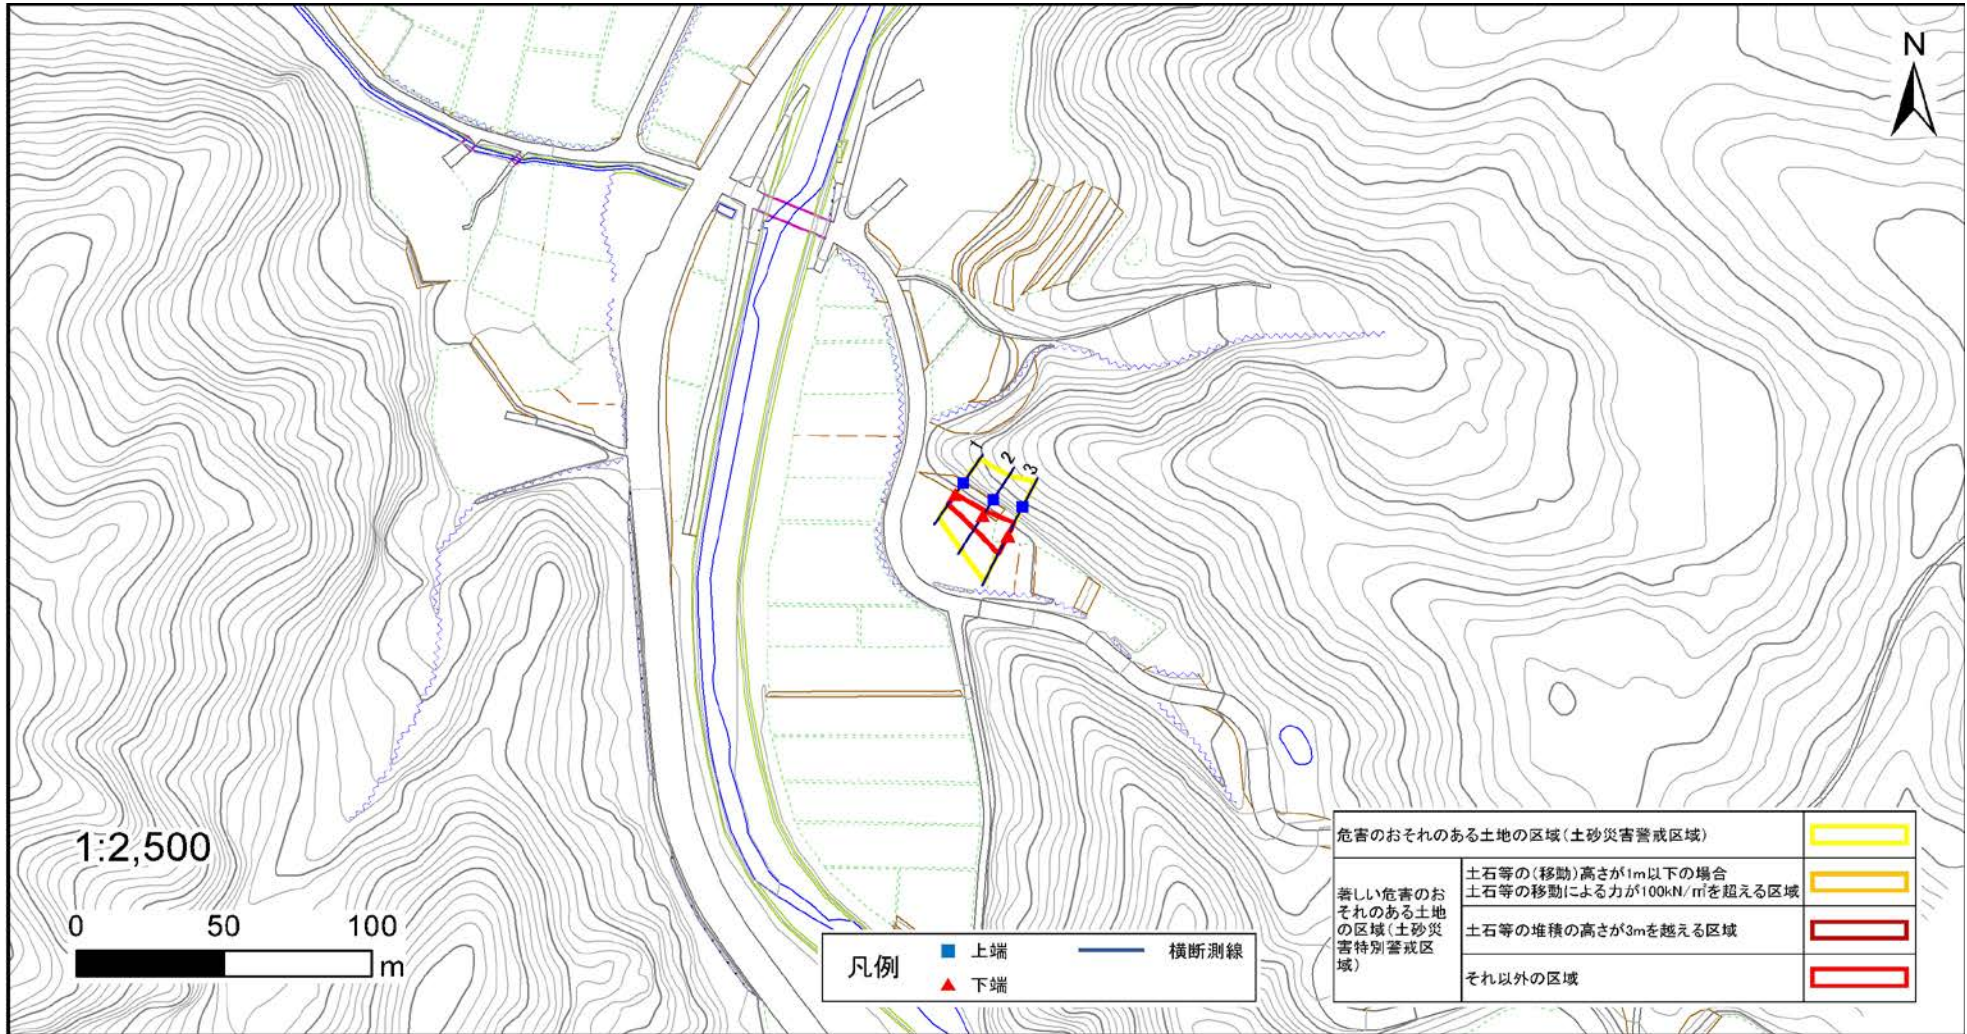 N
1
2
3
1:2,500
0 50 100
m
凡例
上端
下端
横断測線
危害のおそれのある土地の区域(土砂災害警戒区域)
著しい危害のお
それのある土地
の区域(土砂災
害特別警戒区
域)
土石等の(移動)高さが1m以下の場合
土石等の移動による力が100kN/㎡を超える区域
土石等の堆積の高さが3mを越える区域
それ以外の区域